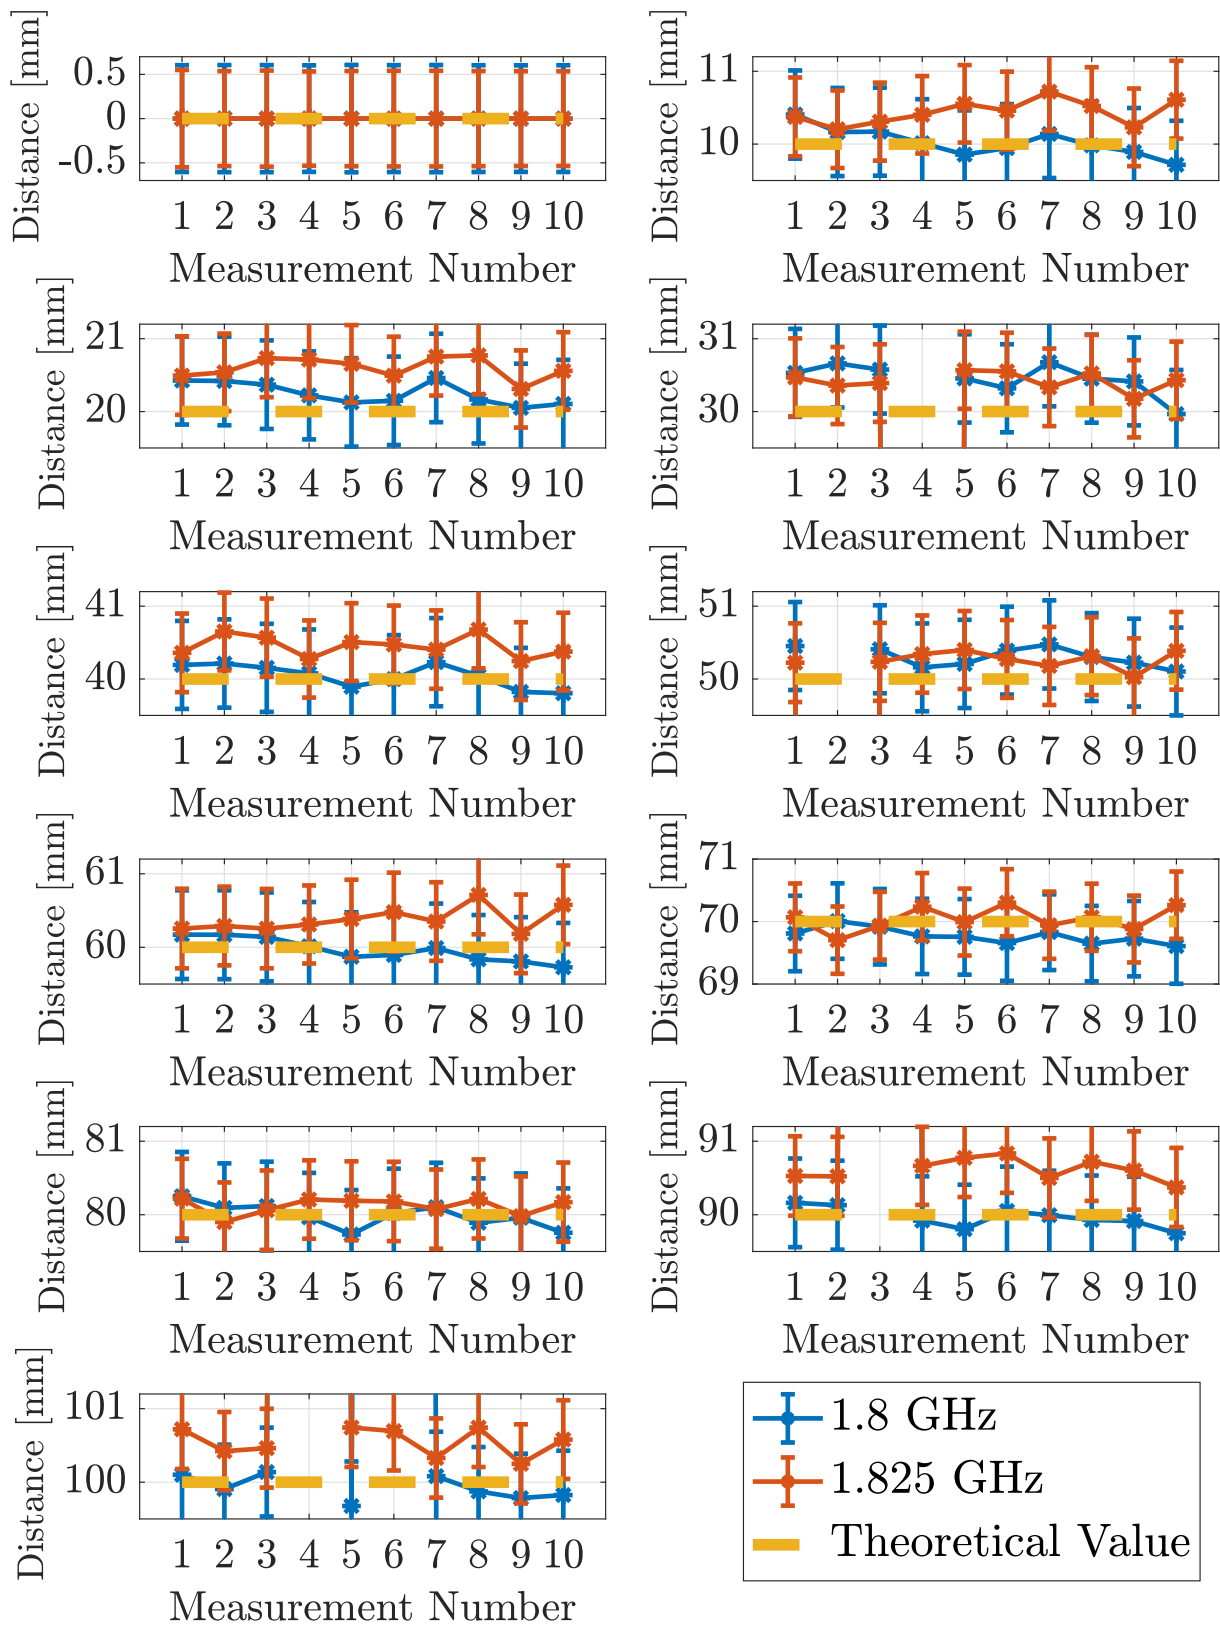 Distance [mm]
0.5
0
-0.5
1 2 3 4 5 6 7 8 9 10
Measurement Number
Distance [mm]
11
10
1 2 3 4 5 6 7 8 9 10
Measurement Number
Distance [mm]
21
20
1 2 3 4 5 6 7 8 9 10
Measurement Number
Distance [mm]
31
30
1 2 3 4 5 6 7 8 9 10
Measurement Number
Distance [mm]
41
40
1 2 3 4 5 6 7 8 9 10
Measurement Number
Distance [mm]
51
50
1 2 3 4 5 6 7 8 9 10
Measurement Number
Distance [mm]
61
60
1 2 3 4 5 6 7 8 9 10
Measurement Number
Distance [mm]
71
70
69
1 2 3 4 5 6 7 8 9 10
Measurement Number
Distance [mm]
81
80
1 2 3 4 5 6 7 8 9 10
Measurement Number
Distance [mm]
91
90
1 2 3 4 5 6 7 8 9 10
Measurement Number
Distance [mm]
101
100
1 2 3 4 5 6 7 8 9 10
Measurement Number
1.8 GHz
1.825 GHz
Theoretical Value